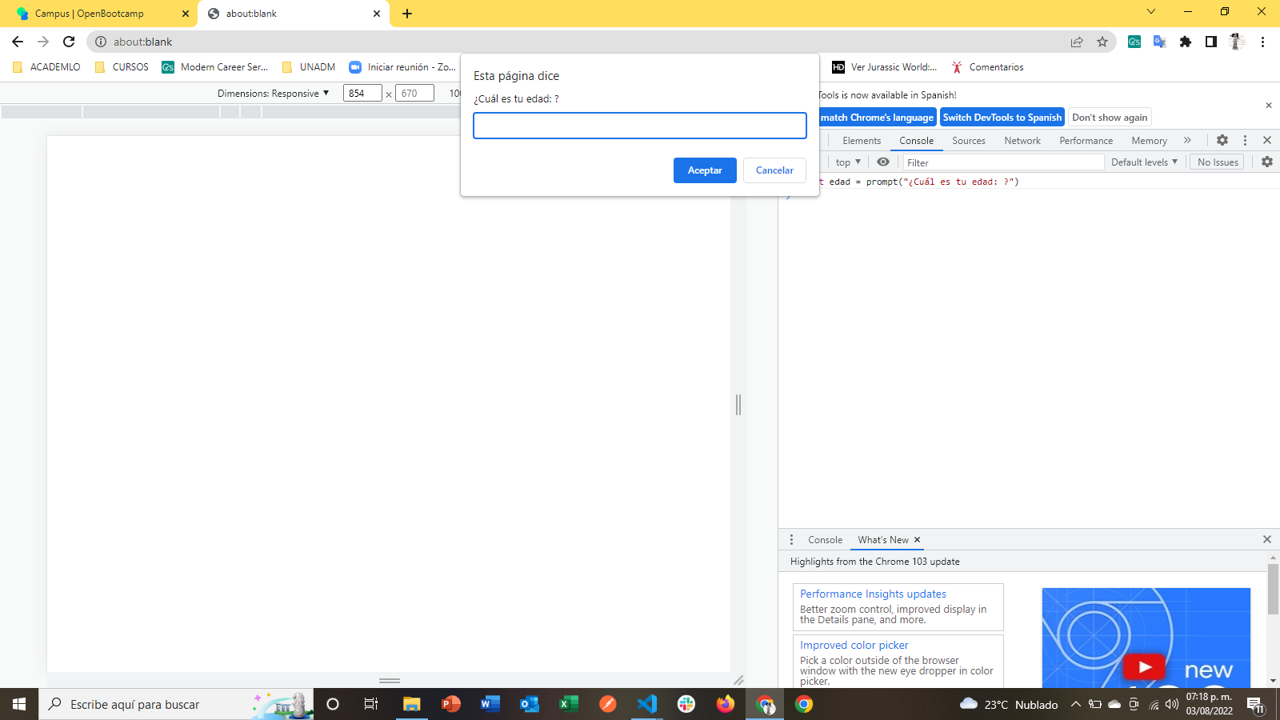 Campus | OpenBootcamp
about:blank
about:blank
ACADEMLO
CURSOS
Modern Career Ser...
UNADM
Iniciar reunión - Zo...
Ver Jurassic World:...
Comentarios
Dimensions: Responsive
854
×
670
Esta página dice
¿Cuál es tu edad: ?
Aceptar
Cancelar
Tools is now available in Spanish!
match Chrome's language
Switch DevTools to Spanish
Don't show again
Elements
Console
Sources
Network
Performance
Memory
top
Filter
Default levels
No Issues
edad = prompt("¿Cuál es tu edad: ?")
Console
What's New
Highlights from the Chrome 103 update
Performance Insights updates
Better zoom control, improved display in
the Details pane, and more.
Improved color picker
Pick a color outside of the browser
window with the new eye dropper in color
picker.
new
Escribe aquí para buscar
23°C Nublado
07:18 p. m.
03/08/2022
11